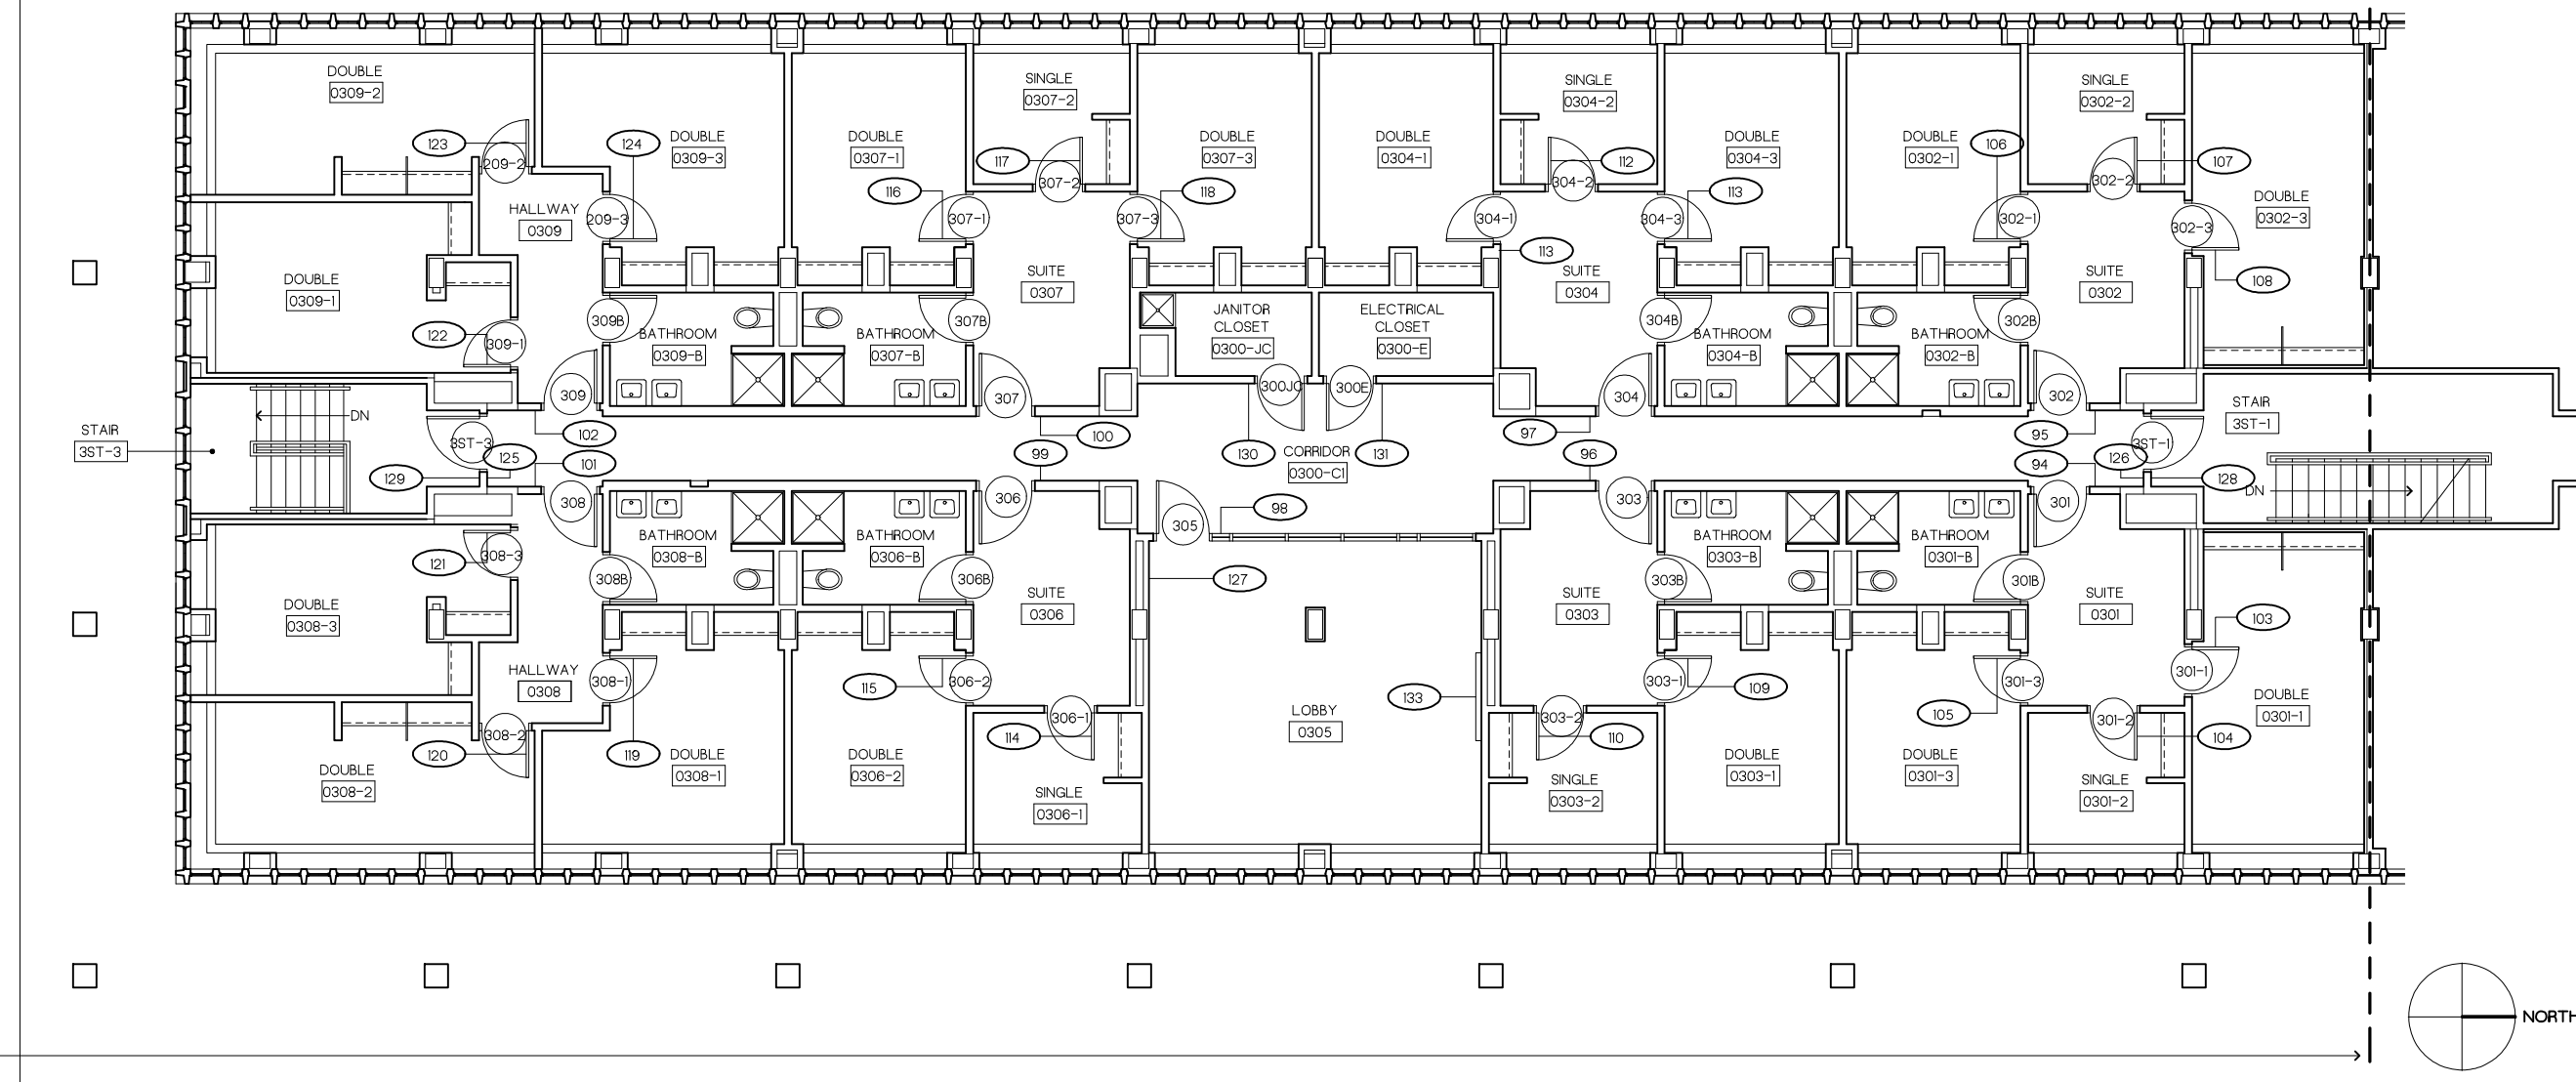 DOUBLE
0309-2
SINGLE
0307-2
SINGLE
0304-2
SINGLE
0302-2
123
209-2
124
DOUBLE
0309-3
DOUBLE
0307-1
117
307-2
DOUBLE
0307-3
DOUBLE
0304-1
112
304-2
DOUBLE
0304-3
DOUBLE
0302-1
106
302-2
107
116
118
113
HALLWAY
0309
209-3
307-1
307-3
304-1
304-3
302-1
302-3
DOUBLE
0302-3
113
DOUBLE
0309-1
SUITE
0307
SUITE
0304
SUITE
0302
108
122
309-1
309B
BATHROOM
0309-B
BATHROOM
0307-B
307B
JANITOR
CLOSET
0300-JC
ELECTRICAL
CLOSET
0300-E
304B
BATHROOM
0304-B
BATHROOM
0302-B
302B
309
307
300JC
300E
304
302
STAIR
3ST-3
DN
3ST-3
125
129
102
101
100
99
130
CORRIDOR
0300-C1
131
97
96
95
94
3ST-1
126
128
STAIR
3ST-1
DN
308
306
305
98
303
301
121
308-3
BATHROOM
0308-B
BATHROOM
0306-B
127
BATHROOM
0303-B
BATHROOM
0301-B
308B
306B
303B
301B
DOUBLE
0308-3
SUITE
0306
SUITE
0303
SUITE
0301
103
HALLWAY
0308
308-1
115
306-2
133
303-1
109
105
301-3
301-1
DOUBLE
0301-1
120
308-2
119
114
306-1
LOBBY
0305
303-2
110
301-2
104
DOUBLE
0308-2
DOUBLE
0308-1
DOUBLE
0306-2
SINGLE
0306-1
SINGLE
0303-2
DOUBLE
0303-1
DOUBLE
0301-3
SINGLE
0301-2
NORTH